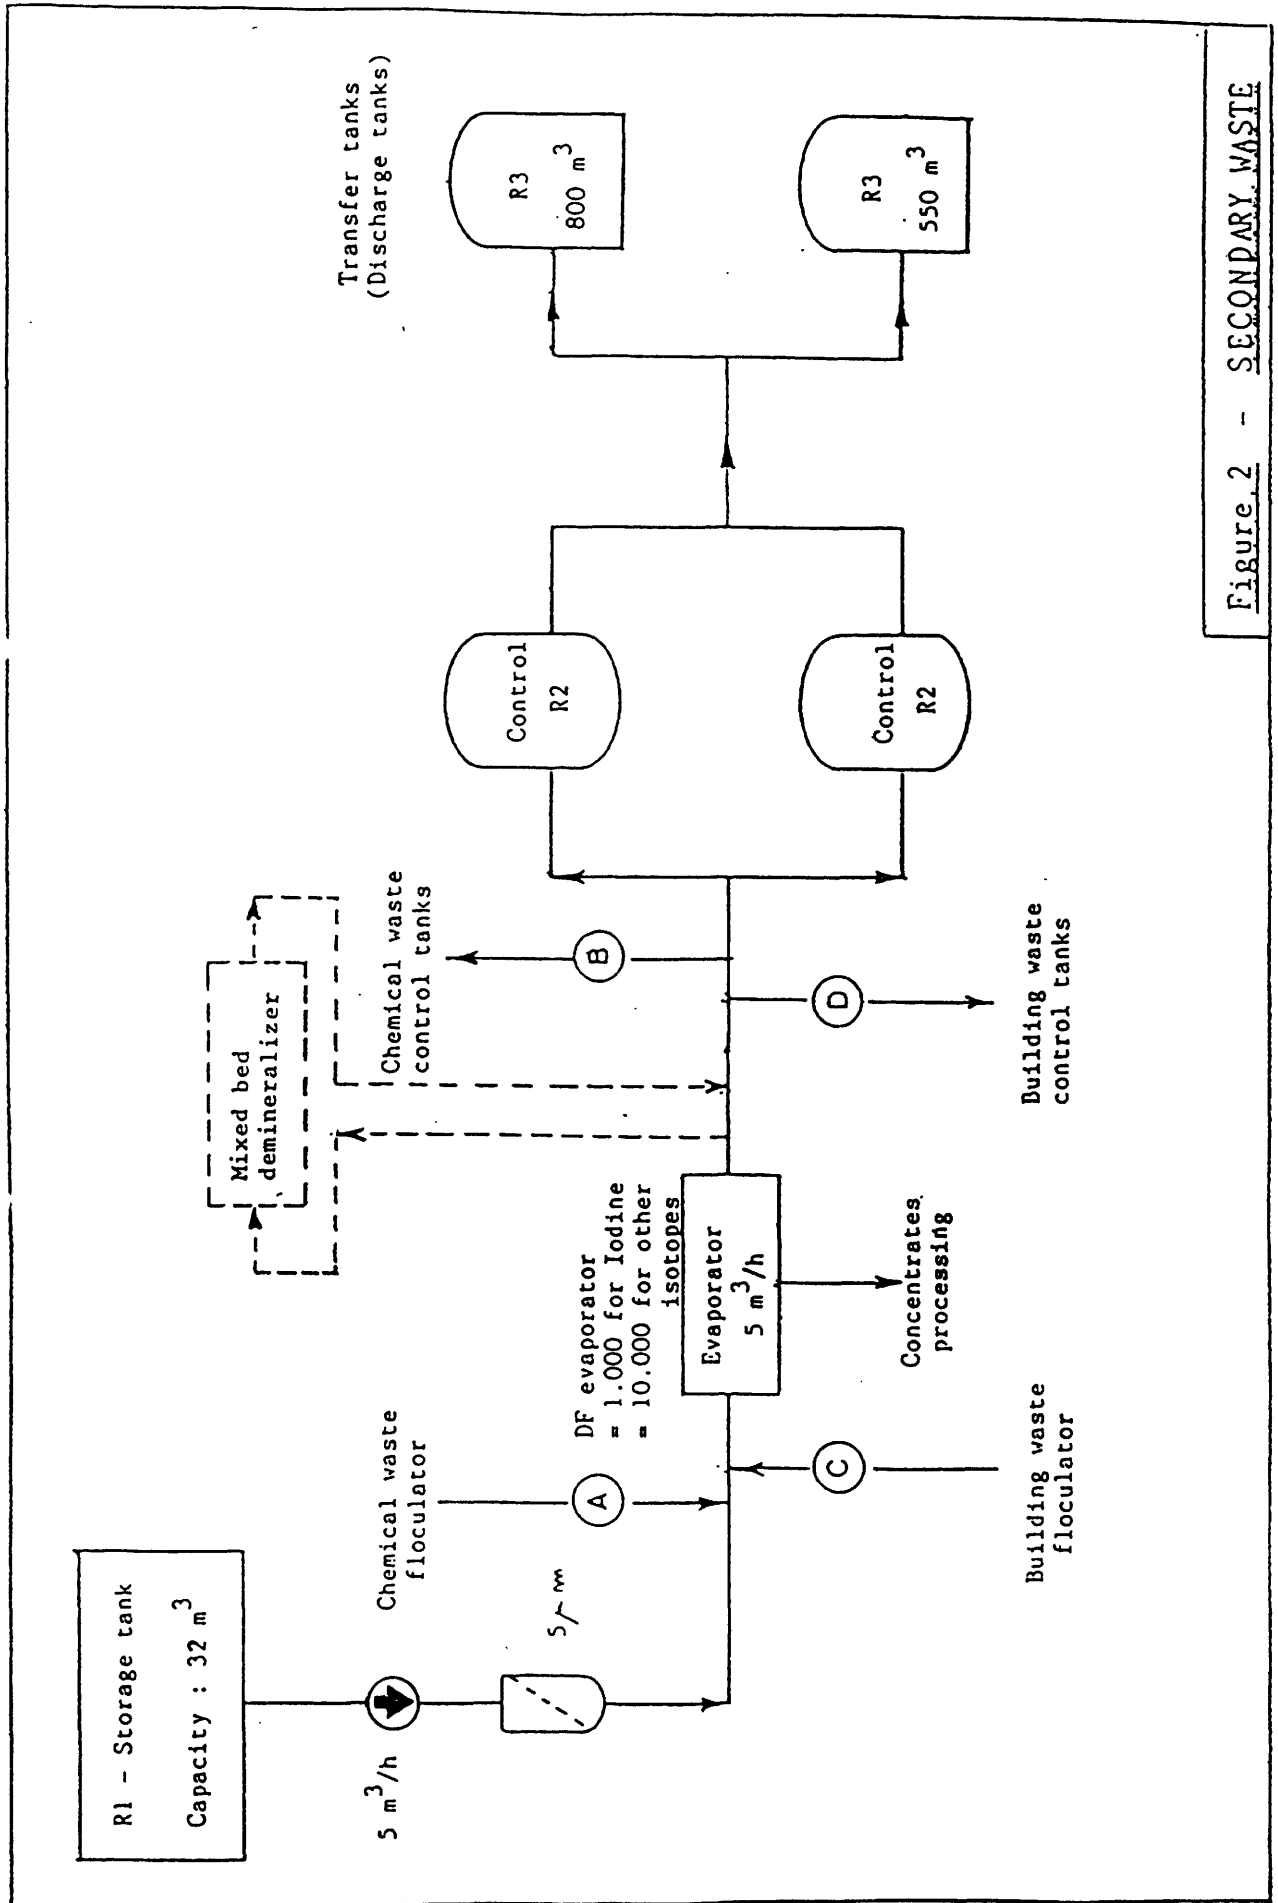 R1 - Storage tank
Capacity : 32 m³
5 m³/h
5 μm
Chemical waste
floculator
A
Building waste
floculator
C
DF evaporator
= 1.000 for Iodine
= 10.000 for other
isotopes
Evaporator
5 m³/h
Concentrates
processing
Mixed bed
demineralizer
Chemical waste
control tanks
B
D
Building waste
control tanks
Control
R2
Control
R2
Transfer tanks
(Discharge tanks)
R3
800 m³
R3
550 m³
Figure.2 - SECONDARY.WASTE